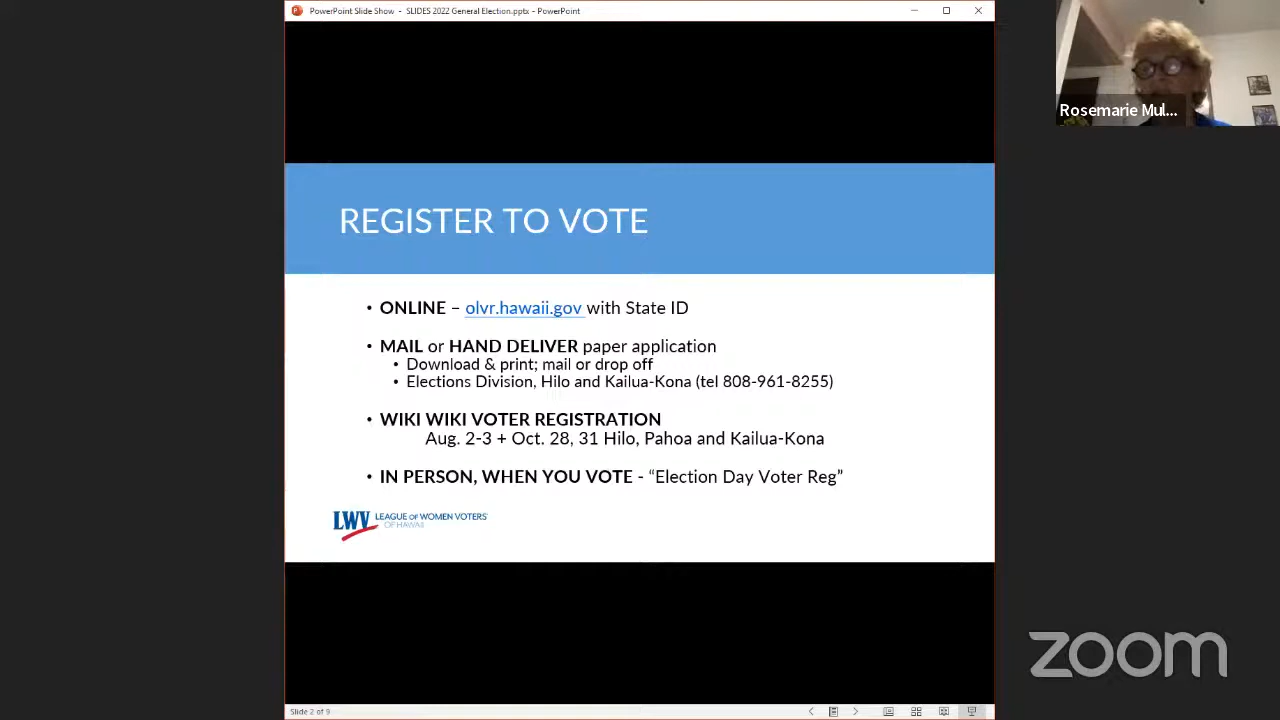 PowerPoint Slide Show - SLIDES 2022 General Election.pptx - PowerPoint
Rosemarie Mul...
REGISTER TO VOTE
• ONLINE – olvr.hawaii.gov with State ID
• MAIL or HAND DELIVER paper application
• Download & print; mail or drop off
• Elections Division, Hilo and Kailua-Kona (tel 808-961-8255)
• WIKI WIKI VOTER REGISTRATION
Aug. 2-3 + Oct. 28, 31 Hilo, Pahoa and Kailua-Kona
• IN PERSON, WHEN YOU VOTE - “Election Day Voter Reg”
LWV LEAGUE OF WOMEN VOTERS®
OF HAWAII
zoom
Slide 2 of 9